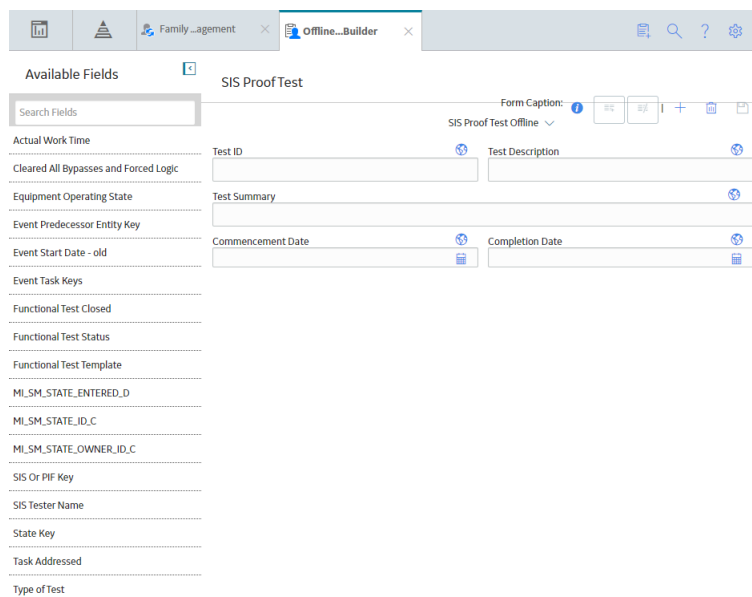 Family ...agement
Offline...Builder
Available Fields
Search Fields
Actual Work Time
Cleared All Bypasses and Forced Logic
Equipment Operating State
Event Predecessor Entity Key
Event Start Date - old
Event Task Keys
Functional Test Closed
Functional Test Status
Functional Test Template
MI_SM_STATE_ENTERED_D
MI_SM_STATE_ID_C
MI_SM_STATE_OWNER_ID_C
SIS Or PIF Key
SIS Tester Name
State Key
Task Addressed
Type of Test
SIS Proof Test
Form Caption:
SIS Proof Test Offline
Test ID
Test Description
Test Summary
Commencement Date
Completion Date